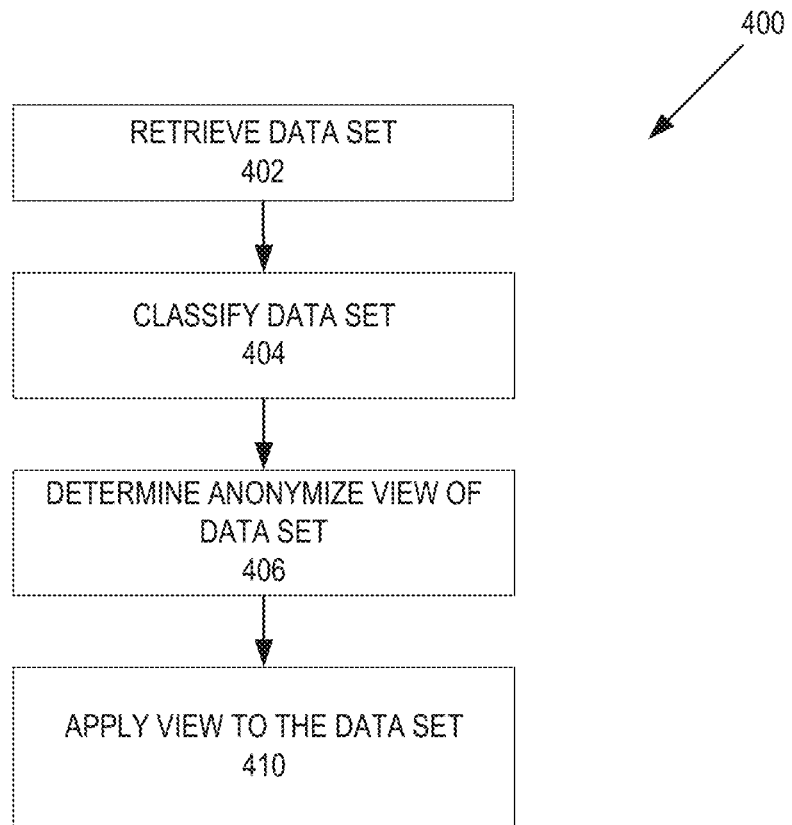 400
RETRIEVE DATA SET
402
CLASSIFY DATA SET
404
DETERMINE ANONYMIZE VIEW OF
DATA SET
406
APPLY VIEW TO THE DATA SET
410